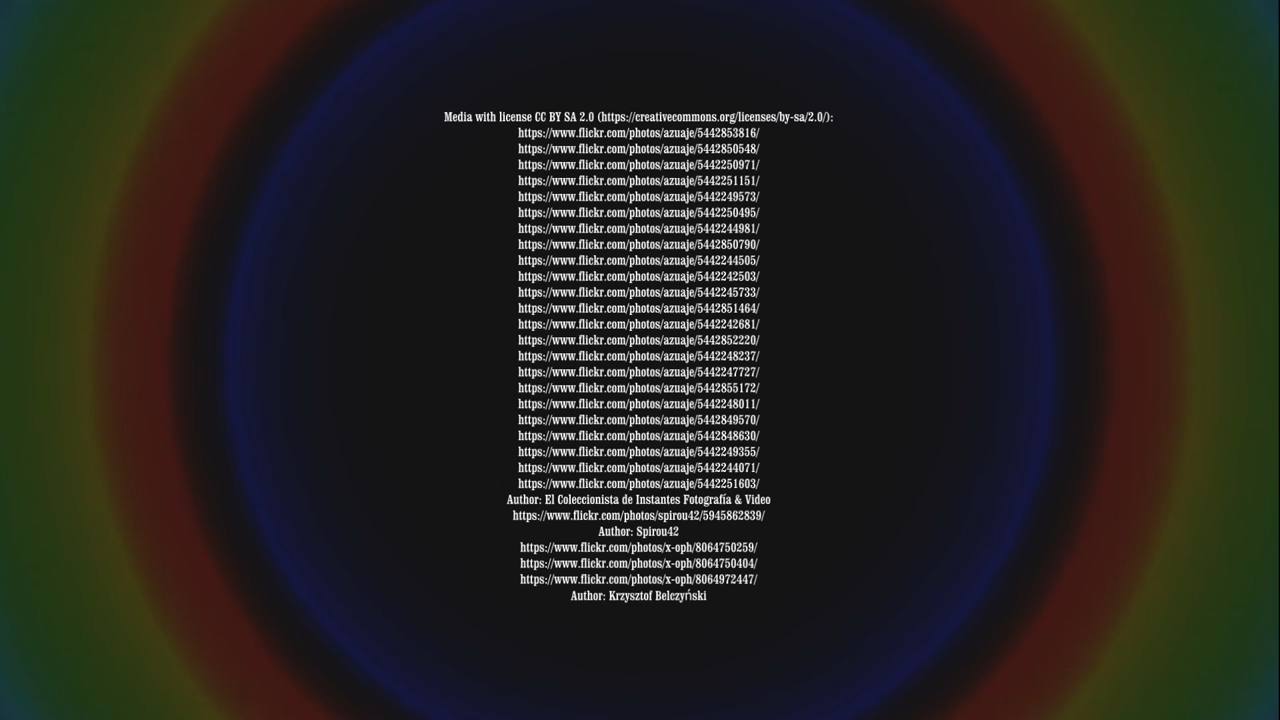 Media with license CC BY SA 2.0 (https://creativecommons.org/licenses/by-sa/2.0/):
https://www.flickr.com/photos/azuaje/5442853816/
https://www.flickr.com/photos/azuaje/5442850548/
https://www.flickr.com/photos/azuaje/5442250971/
https://www.flickr.com/photos/azuaje/5442251151/
https://www.flickr.com/photos/azuaje/5442249573/
https://www.flickr.com/photos/azuaje/5442250495/
https://www.flickr.com/photos/azuaje/5442244981/
https://www.flickr.com/photos/azuaje/5442850790/
https://www.flickr.com/photos/azuaje/5442244505/
https://www.flickr.com/photos/azuaje/5442242503/
https://www.flickr.com/photos/azuaje/5442245733/
https://www.flickr.com/photos/azuaje/5442851464/
https://www.flickr.com/photos/azuaje/5442242681/
https://www.flickr.com/photos/azuaje/5442852220/
https://www.flickr.com/photos/azuaje/5442248237/
https://www.flickr.com/photos/azuaje/5442247727/
https://www.flickr.com/photos/azuaje/5442855172/
https://www.flickr.com/photos/azuaje/5442248011/
https://www.flickr.com/photos/azuaje/5442849570/
https://www.flickr.com/photos/azuaje/5442848630/
https://www.flickr.com/photos/azuaje/5442249355/
https://www.flickr.com/photos/azuaje/5442244071/
https://www.flickr.com/photos/azuaje/5442251603/
Author: El Coleccionista de Instantes Fotografía & Video
https://www.flickr.com/photos/spirou42/5945862839/
Author: Spirou42
https://www.flickr.com/photos/x-oph/8064750259/
https://www.flickr.com/photos/x-oph/8064750404/
https://www.flickr.com/photos/x-oph/8064972447/
Author: Krzysztof Belczyński